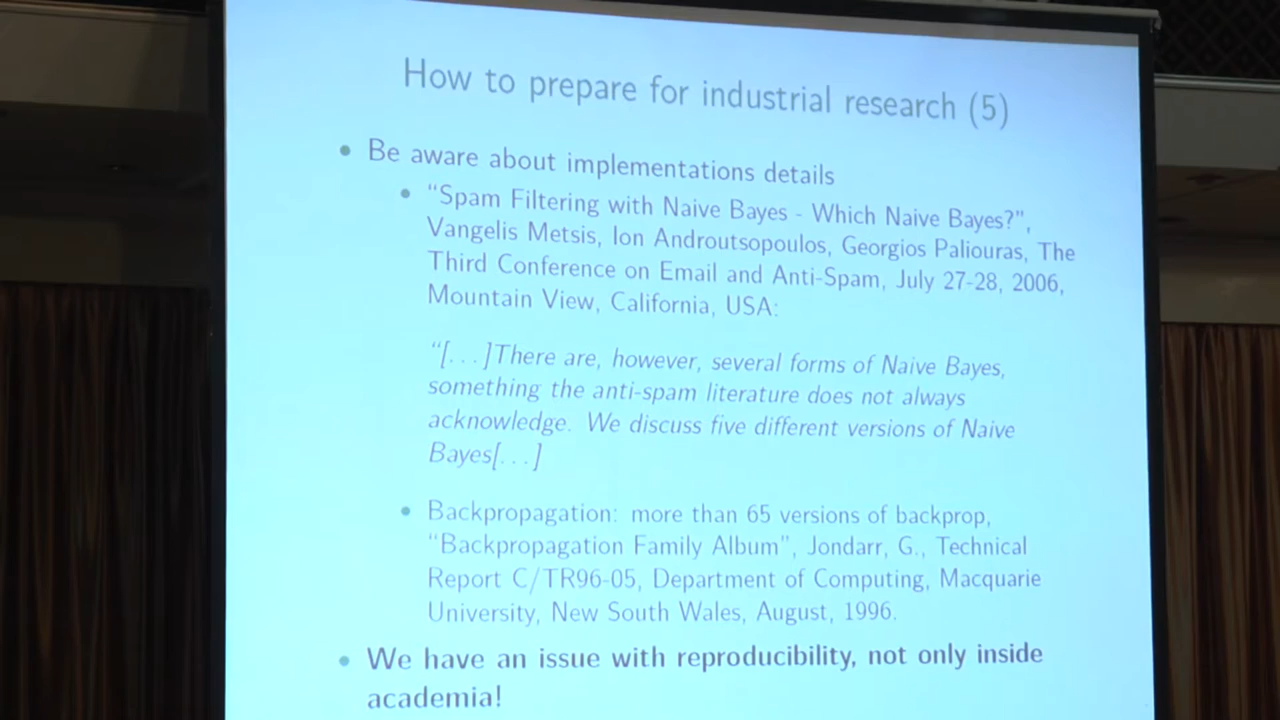 How to prepare for industrial research (5)
• Be aware about implementations details
• “Spam Filtering with Naive Bayes - Which Naive Bayes?”,
Vangelis Metsis, Ion Androutsopoulos, Georgios Paliouras, The
Third Conference on Email and Anti-Spam, July 27-28, 2006,
Mountain View, California, USA:
“[...]There are, however, several forms of Naive Bayes,
something the anti-spam literature does not always
acknowledge. We discuss five different versions of Naive
Bayes[...]
• Backpropagation: more than 65 versions of backprop,
“Backpropagation Family Album”, Jondarr, G., Technical
Report C/TR96-05, Department of Computing, Macquarie
University, New South Wales, August, 1996.
• We have an issue with reproducibility, not only inside
academia!